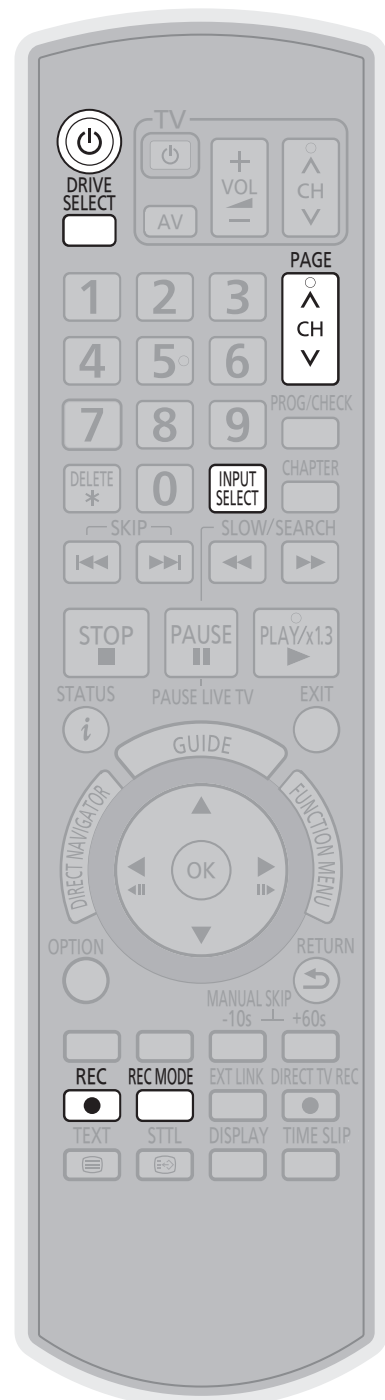 TV
DRIVE
SELECT
AV
+
VOL
−
CH
PAGE
CH
1 2 3
4 5 6
7 8 9
PROG/CHECK
DELETE
*
0
INPUT
SELECT
CHAPTER
SKIP
SLOW/SEARCH
STOP
PAUSE
PLAY/x1.3
STATUS
i
PAUSE LIVE TV
EXIT
GUIDE
DIRECT NAVIGATOR
FUNCTION MENU
OK
OPTION
RETURN
MANUAL SKIP
-10s
+60s
REC
REC MODE
EXT LINK
DIRECT TV REC
TEXT
STTL
DISPLAY
TIME SLIP